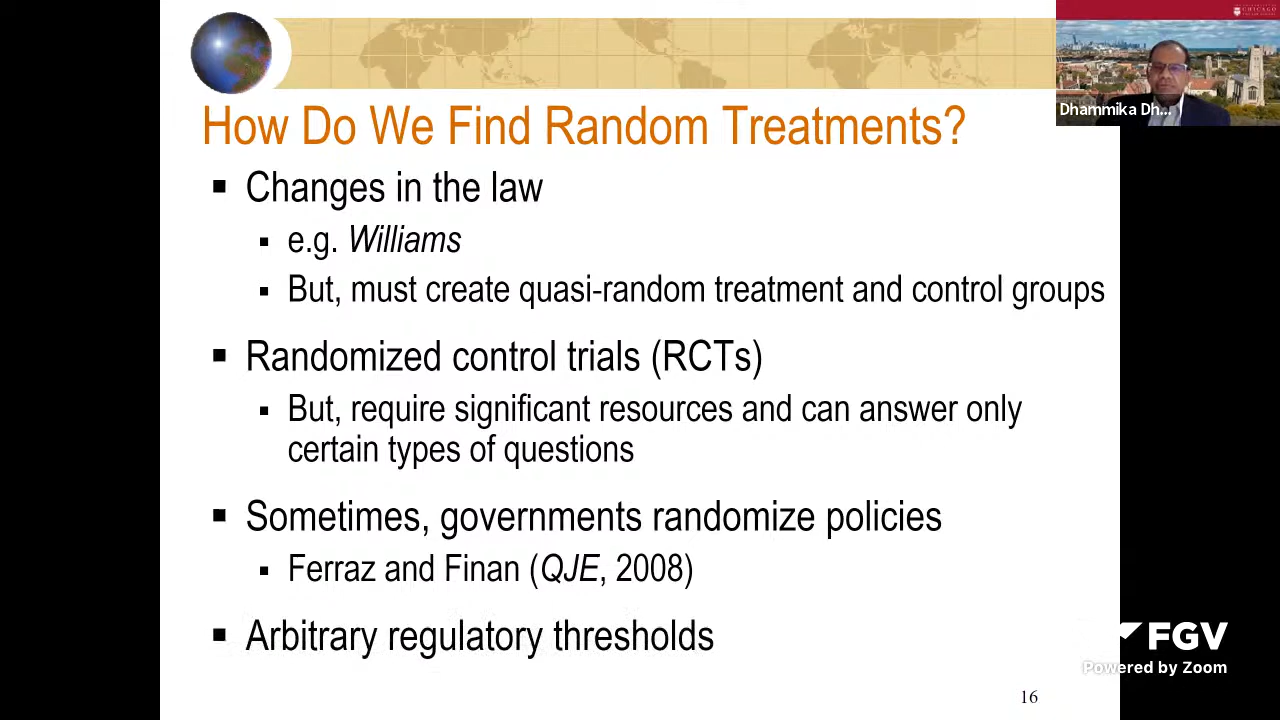 CHICAGO
Dhammika Dh...
How Do We Find Random Treatments?
▪ Changes in the law
▪ e.g. Williams
▪ But, must create quasi-random treatment and control groups
▪ Randomized control trials (RCTs)
▪ But, require significant resources and can answer only
certain types of questions
▪ Sometimes, governments randomize policies
▪ Ferraz and Finan (QJE, 2008)
▪ Arbitrary regulatory thresholds
FGV
Powered by Zoom
16